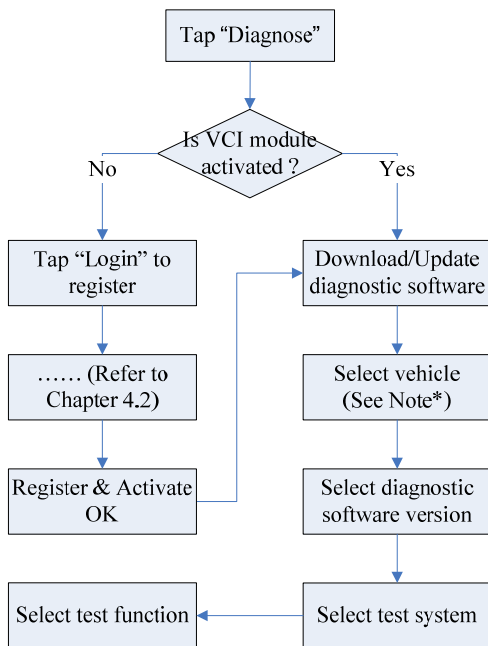 Tap “Diagnose”
Is VCI module
activated ?
No
Yes
Tap “Login” to
register
Download/Update
diagnostic software
…… (Refer to
Chapter 4.2)
Select vehicle
(See Note*)
Register & Activate
OK
Select diagnostic
software version
Select test function
Select test system